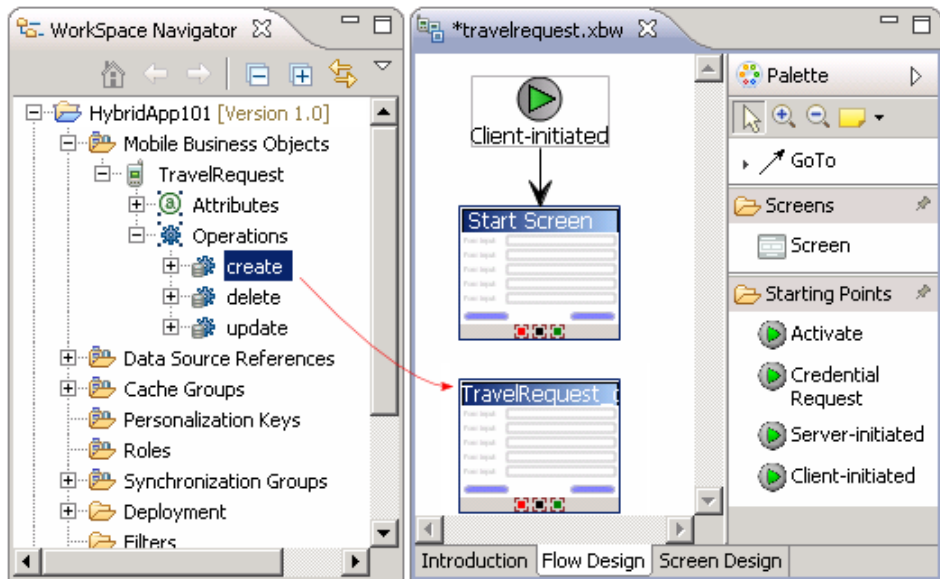 WorkSpace Navigator
HybridApp101 [Version 1.0]
Mobile Business Objects
TravelRequest
Attributes
Operations
create
delete
update
Data Source References
Cache Groups
Personalization Keys
Roles
Synchronization Groups
Deployment
Filters
*travelrequest.xbw
Client-initiated
Start Screen
TravelRequest_
Introduction
Flow Design
Screen Design
Palette
GoTo
Screens
Screen
Starting Points
Activate
Credential
Request
Server-initiated
Client-initiated